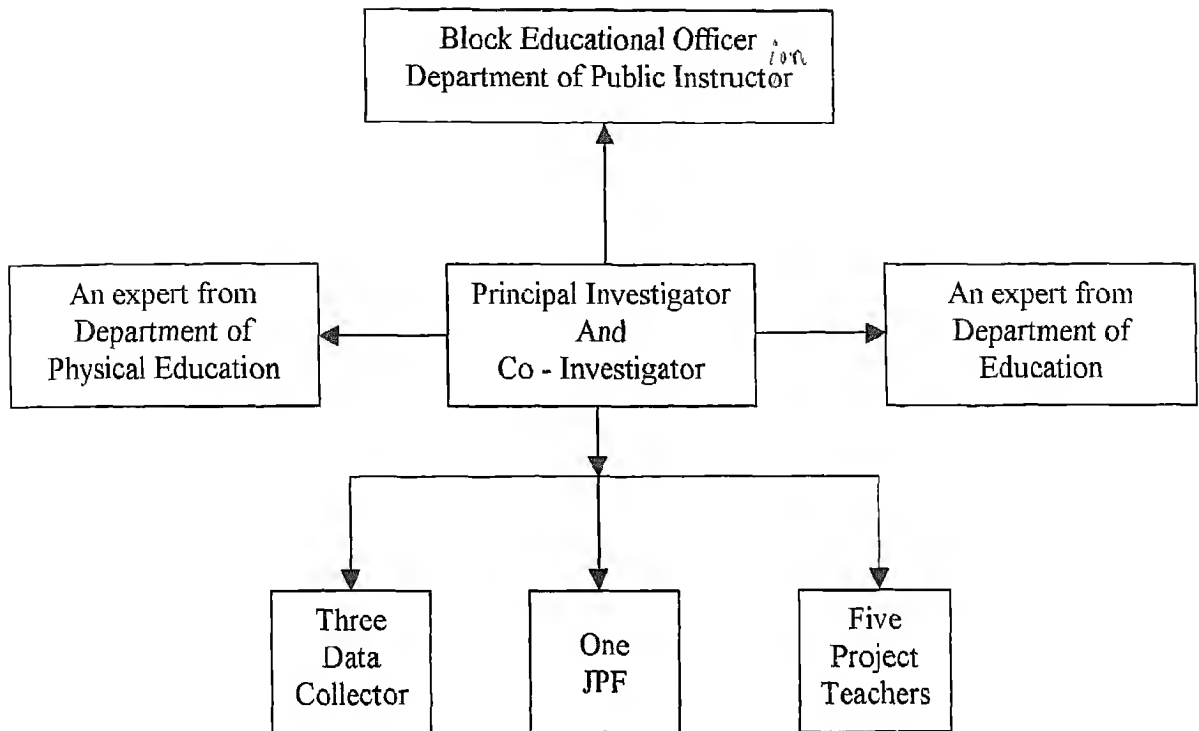 Block Educational Officer
ion
Department of Public Instructor
An expert from
Department of
Physical Education
Principal Investigator
And
Co - Investigator
An expert from
Department of
Education
Three
Data
Collector
One
JPF
Five
Project
Teachers